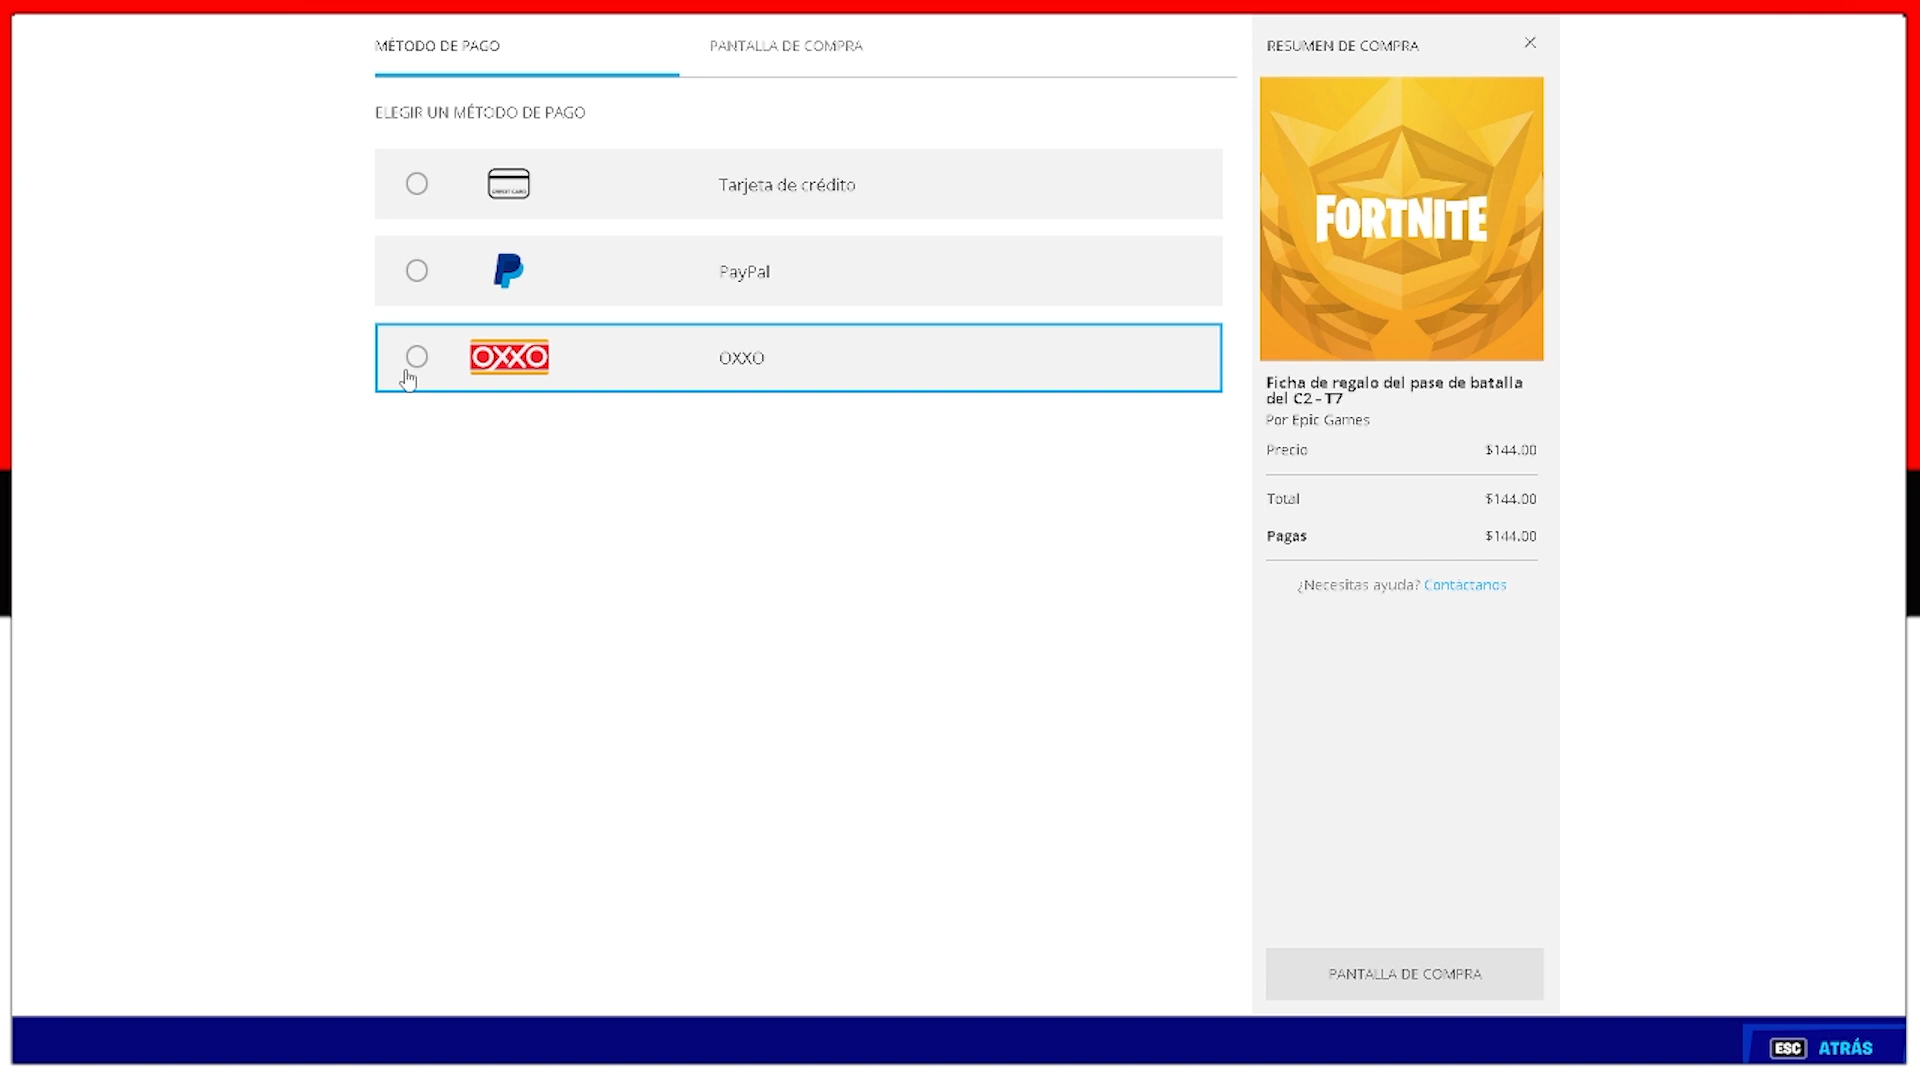 MÉTODO DE PAGO
PANTALLA DE COMPRA
ELEGIR UN MÉTODO DE PAGO
CREDIT CARD
Tarjeta de crédito
PayPal
OXXO
OXXO
RESUMEN DE COMPRA
FORTNITE
Ficha de regalo del pase de batalla
del C2 - T7
Por Epic Games
Precio $144.00
Total $144.00
Pagas $144.00
¿Necesitas ayuda? Contáctanos
PANTALLA DE COMPRA
ESC ATRÁS